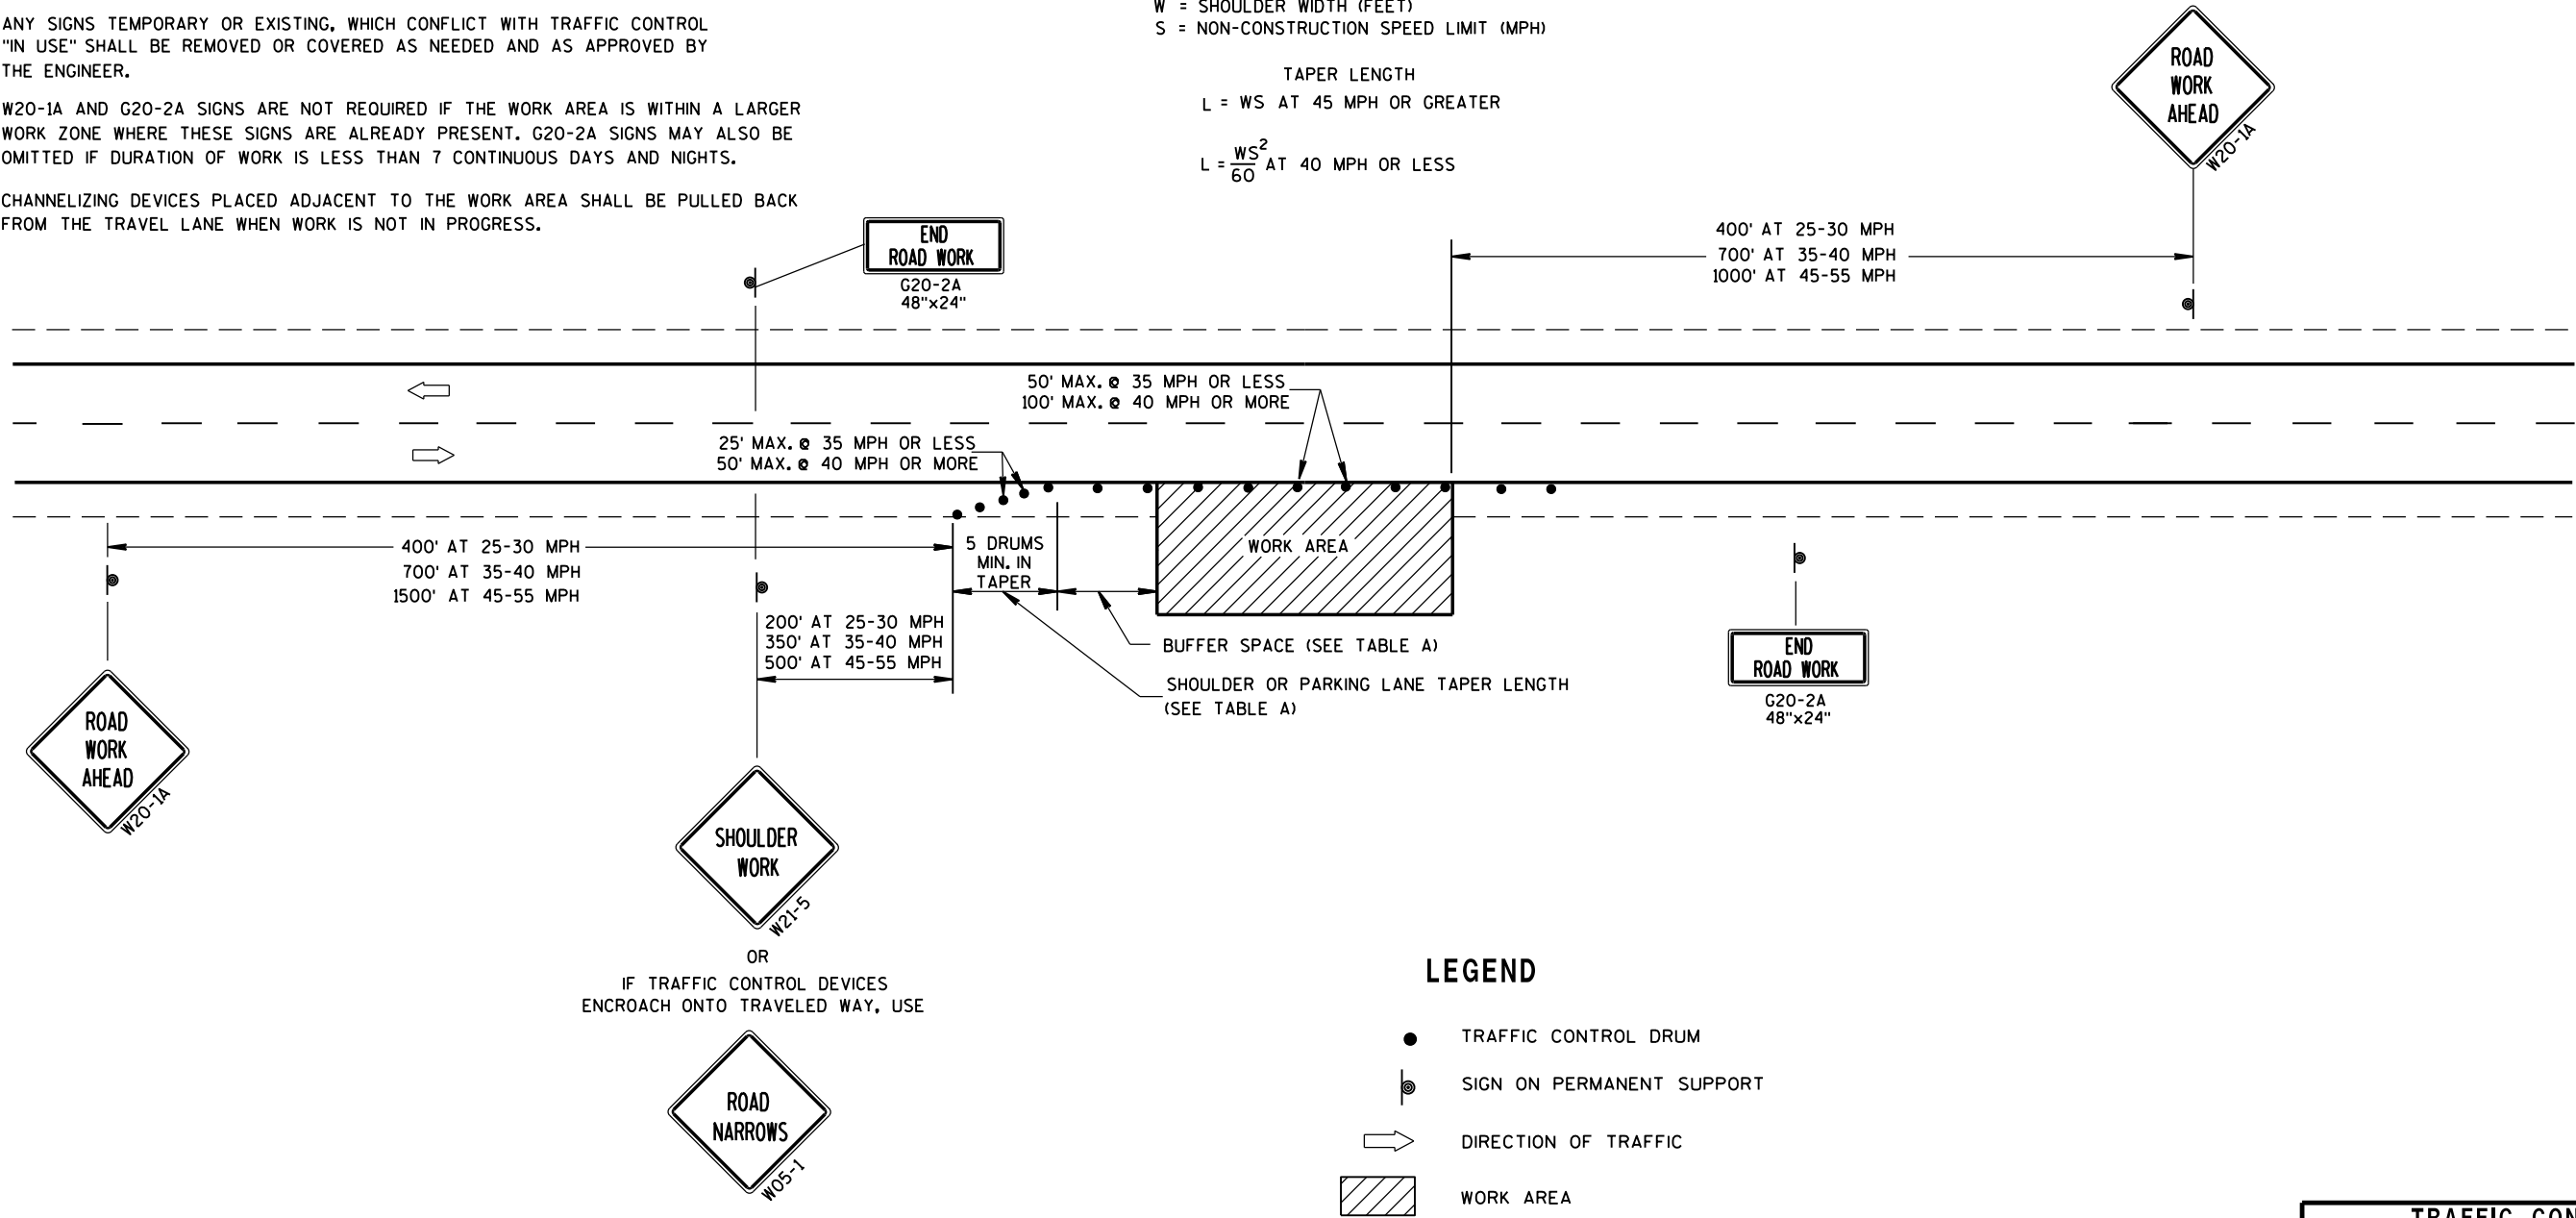 ANY SIGNS TEMPORARY OR EXISTING, WHICH CONFLICT WITH TRAFFIC CONTROL
"IN USE" SHALL BE REMOVED OR COVERED AS NEEDED AND AS APPROVED BY
THE ENGINEER.
W20-1A AND G20-2A SIGNS ARE NOT REQUIRED IF THE WORK AREA IS WITHIN A LARGER
WORK ZONE WHERE THESE SIGNS ARE ALREADY PRESENT. G20-2A SIGNS MAY ALSO BE
OMITTED IF DURATION OF WORK IS LESS THAN 7 CONTINUOUS DAYS AND NIGHTS.
CHANNELIZING DEVICES PLACED ADJACENT TO THE WORK AREA SHALL BE PULLED BACK
FROM THE TRAVEL LANE WHEN WORK IS NOT IN PROGRESS.
W = SHOULDER WIDTH (FEET)
S = NON-CONSTRUCTION SPEED LIMIT (MPH)
TAPER LENGTH
L = WS AT 45 MPH OR GREATER
L = WS²/60 AT 40 MPH OR LESS
ROAD
WORK
AHEAD
W20-1A
END
ROAD WORK
G20-2A
48"x24"
400' AT 25-30 MPH
700' AT 35-40 MPH
1000' AT 45-55 MPH
50' MAX. @ 35 MPH OR LESS
100' MAX. @ 40 MPH OR MORE
25' MAX. @ 35 MPH OR LESS
50' MAX. @ 40 MPH OR MORE
400' AT 25-30 MPH
700' AT 35-40 MPH
1500' AT 45-55 MPH
5 DRUMS
MIN. IN
TAPER
WORK AREA
200' AT 25-30 MPH
350' AT 35-40 MPH
500' AT 45-55 MPH
BUFFER SPACE (SEE TABLE A)
SHOULDER OR PARKING LANE TAPER LENGTH
(SEE TABLE A)
END
ROAD WORK
G20-2A
48"x24"
ROAD
WORK
AHEAD
W20-1A
SHOULDER
WORK
W21-5
OR
IF TRAFFIC CONTROL DEVICES
ENCROACH ONTO TRAVELED WAY, USE
ROAD
NARROWS
W05-1
LEGEND
TRAFFIC CONTROL DRUM
SIGN ON PERMANENT SUPPORT
DIRECTION OF TRAFFIC
WORK AREA
TRAFFIC